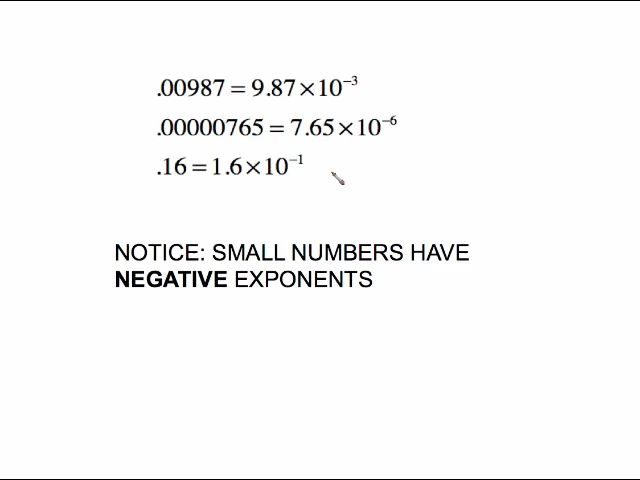 .00987 = 9.87 × 10⁻³
.00000765 = 7.65 × 10⁻⁶
.16 = 1.6 × 10⁻¹
NOTICE: SMALL NUMBERS HAVE
NEGATIVE EXPONENTS